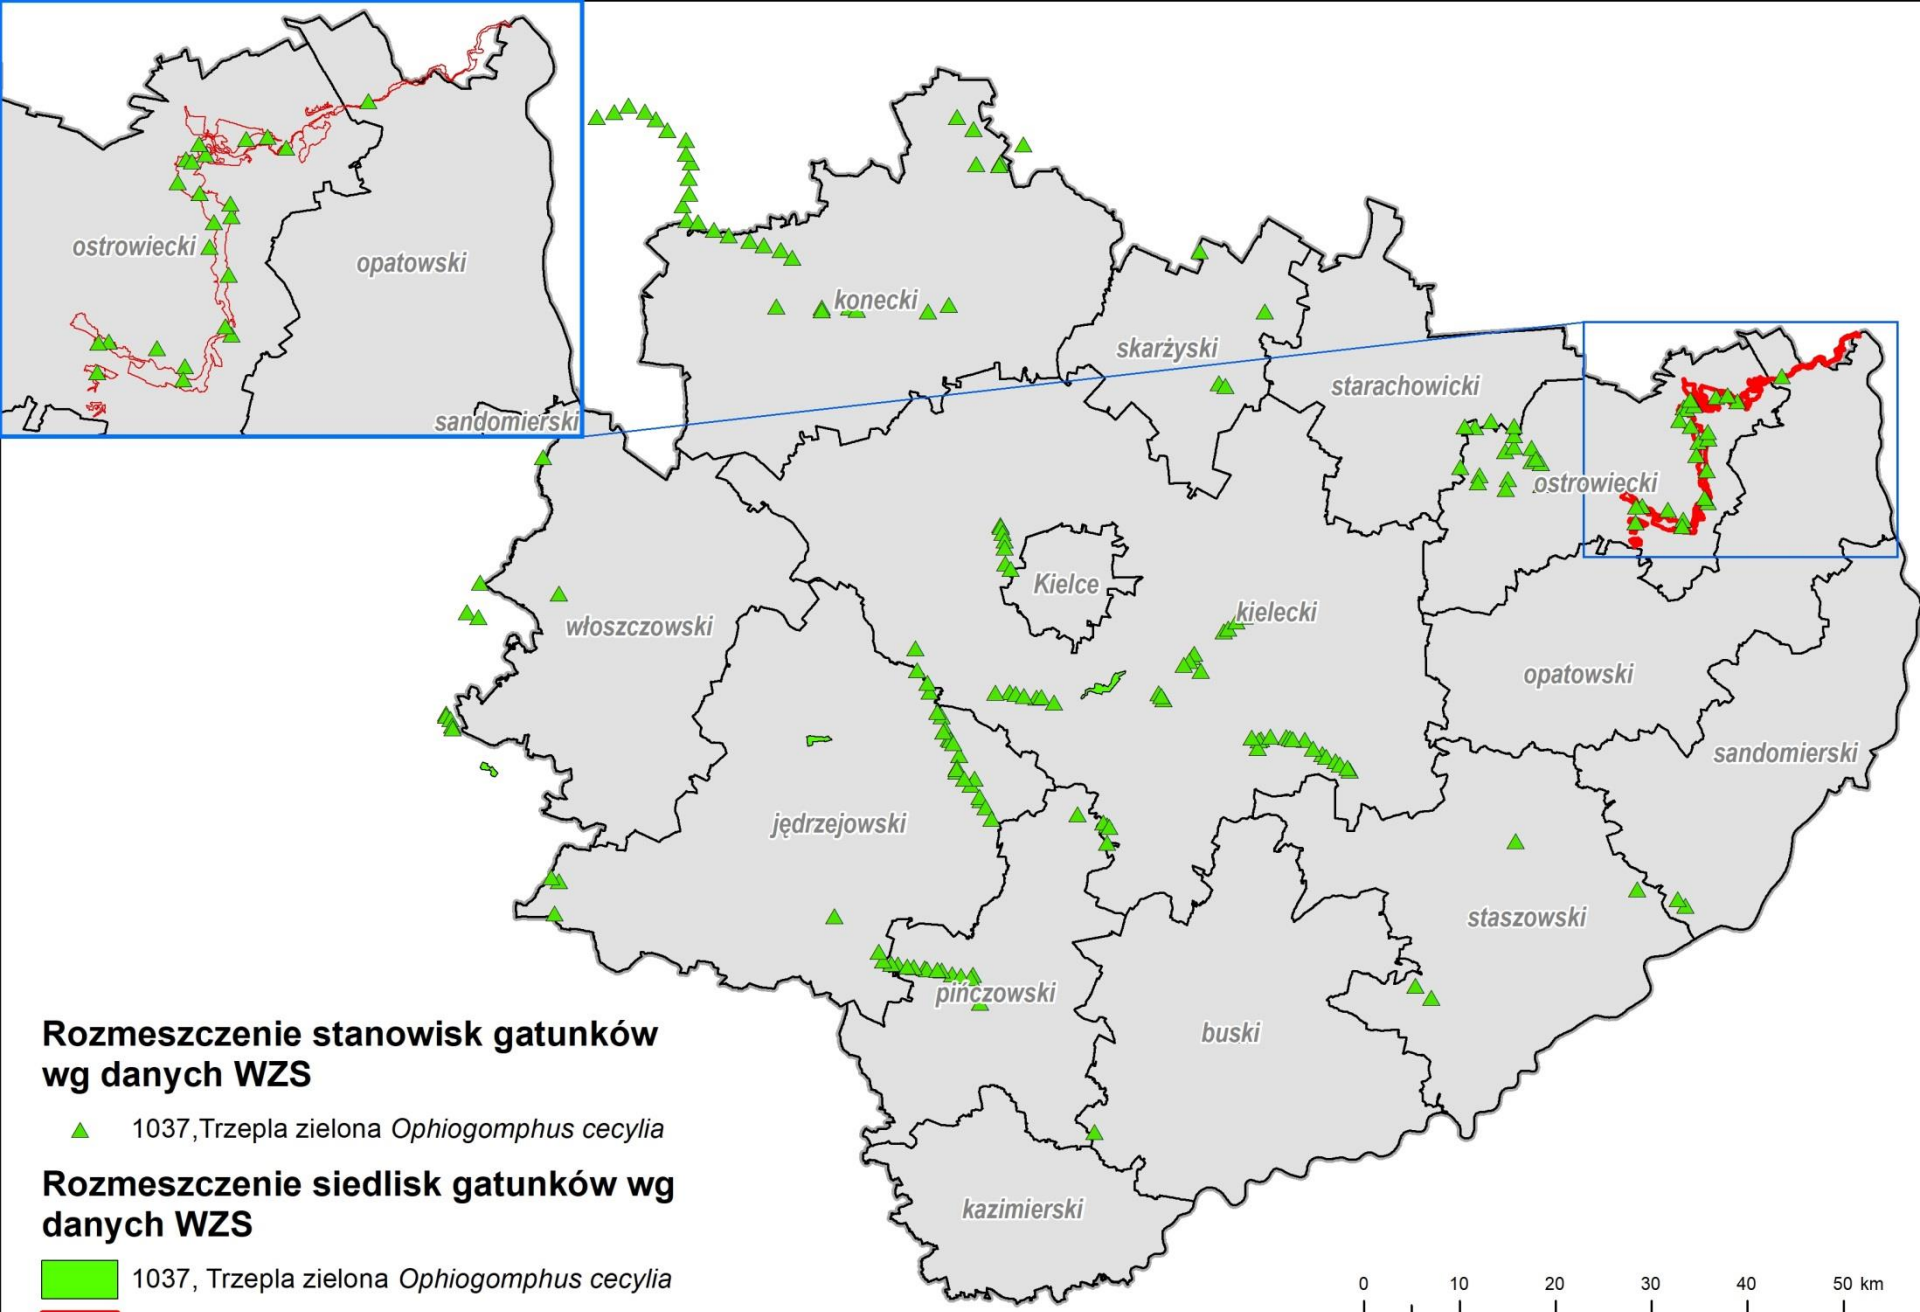 ostrowiecki
opatowski
sandomierski
konecki
skarżyski
starachowicki
ostrowiecki
Kielce
kielecki
włoszczowski
opatowski
sandomierski
jędrzejowski
staszowski
pińczowski
buski
kazimierski
Rozmeszczenie stanowisk gatunków
wg danych WZS
1037,Trzepla zielona Ophiogomphus cecylia
Rozmeszczenie siedlisk gatunków wg
danych WZS
1037, Trzepla zielona Ophiogomphus cecylia
0 10 20 30 40 50 km